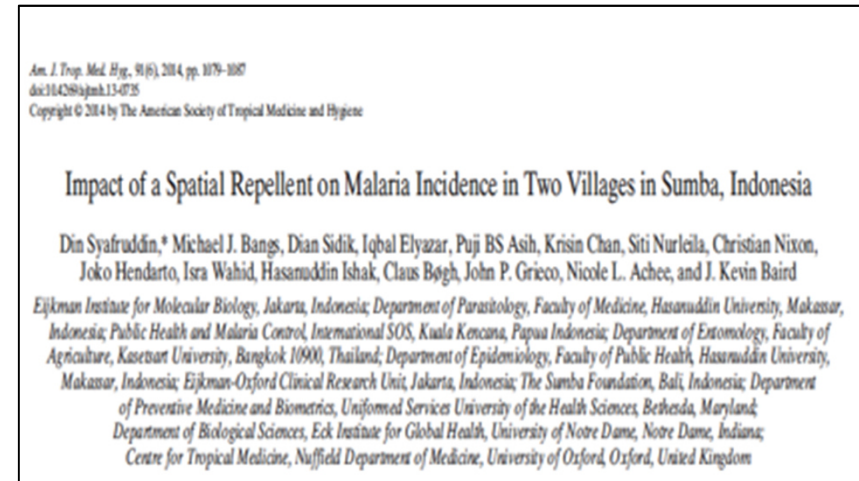 Am. J. Trop. Med. Hyg., 91(6), 2014, pp. 1079–1087
doi:10.4269/ajtmh.13-0735
Copyright © 2014 by The American Society of Tropical Medicine and Hygiene
Impact of a Spatial Repellent on Malaria Incidence in Two Villages in Sumba, Indonesia
Din Syafruddin,* Michael J. Bangs, Dian Sidik, Iqbal Elyazar, Puji BS Asih, Krisin Chan, Siti Nurleila, Christian Nixon,
Joko Hendarto, Isra Wahid, Hasanuddin Ishak, Claus Bøgh, John P. Grieco, Nicole L. Achee, and J. Kevin Baird
Eijkman Institute for Molecular Biology, Jakarta, Indonesia; Department of Parasitology, Faculty of Medicine, Hasanuddin University, Makassar,
Indonesia; Public Health and Malaria Control, International SOS, Kuala Kencana, Papua Indonesia; Department of Entomology, Faculty of
Agriculture, Kasetsart University, Bangkok 10900, Thailand; Department of Epidemiology, Faculty of Public Health, Hasanuddin University,
Makassar, Indonesia; Eijkman-Oxford Clinical Research Unit, Jakarta, Indonesia; The Sumba Foundation, Bali, Indonesia; Department
of Preventive Medicine and Biometrics, Uniformed Services University of the Health Sciences, Bethesda, Maryland;
Department of Biological Sciences, Eck Institute for Global Health, University of Notre Dame, Notre Dame, Indiana;
Centre for Tropical Medicine, Nuffield Department of Medicine, University of Oxford, Oxford, United Kingdom